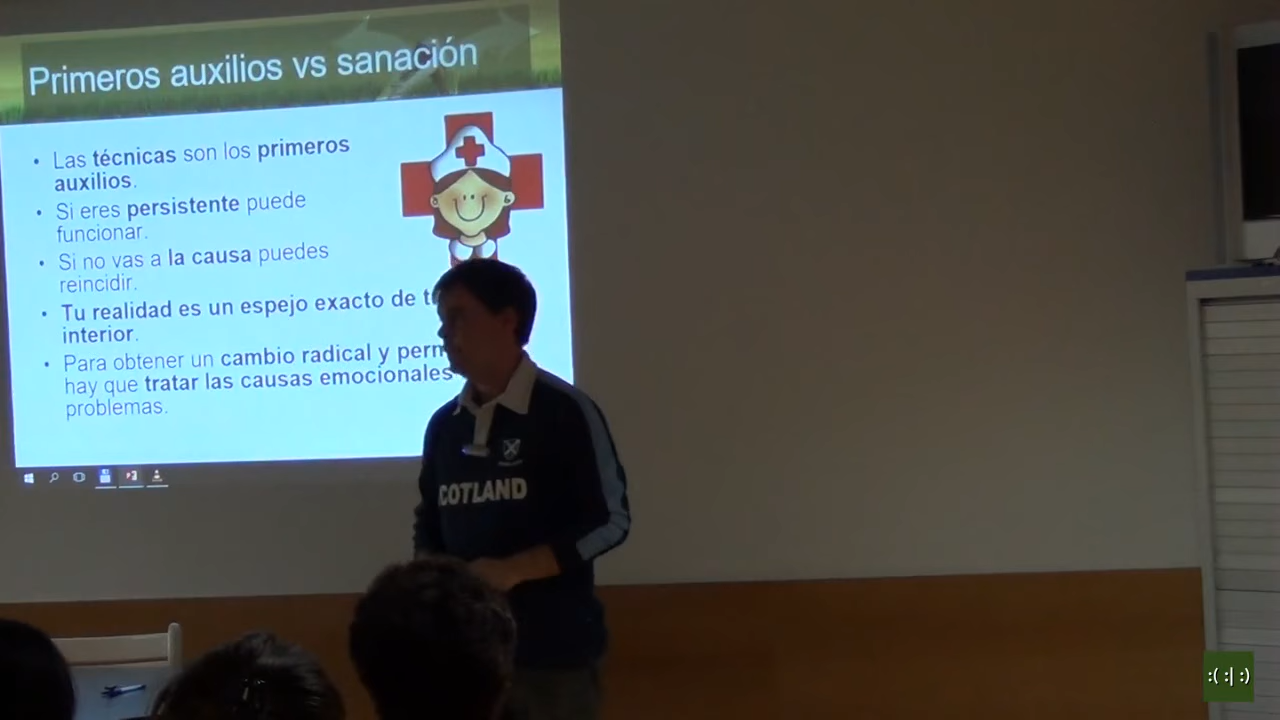 Primeros auxilios vs sanación
• Las técnicas son los primeros
auxilios.
• Si eres persistente puede
funcionar.
• Si no vas a la causa puedes
reincidir.
• Tu realidad es un espejo exacto de
interior.
• Para obtener un cambio radical y
hay que tratar las causas emocionales
problemas.
COTLAND
:( :| :)